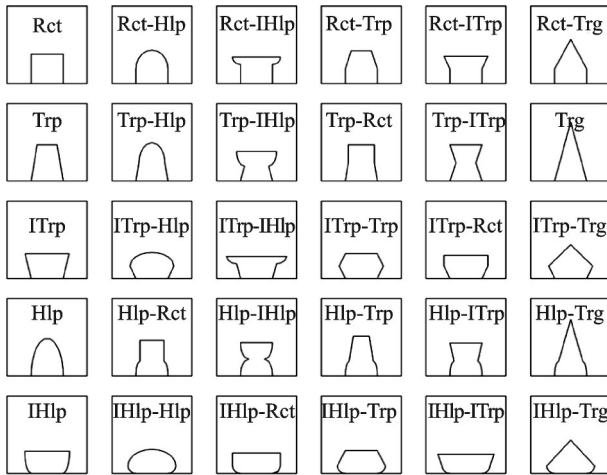 Rct Rct-Hlp Rct-IHlp Rct-Trp Rct-ITrp Rct-Trg
Trp Trp-Hlp Trp-IHlp Trp-Rct Trp-ITrp Trg
ITrp ITrp-Hlp ITrp-IHlp ITrp-Trp ITrp-Rct ITrp-Trg
Hlp Hlp-Rct Hlp-IHlp Hlp-Trp Hlp-ITrp Hlp-Trg
IHlp IHlp-Hlp IHlp-Rct IHlp-Trp IHlp-ITrp IHlp-Trg